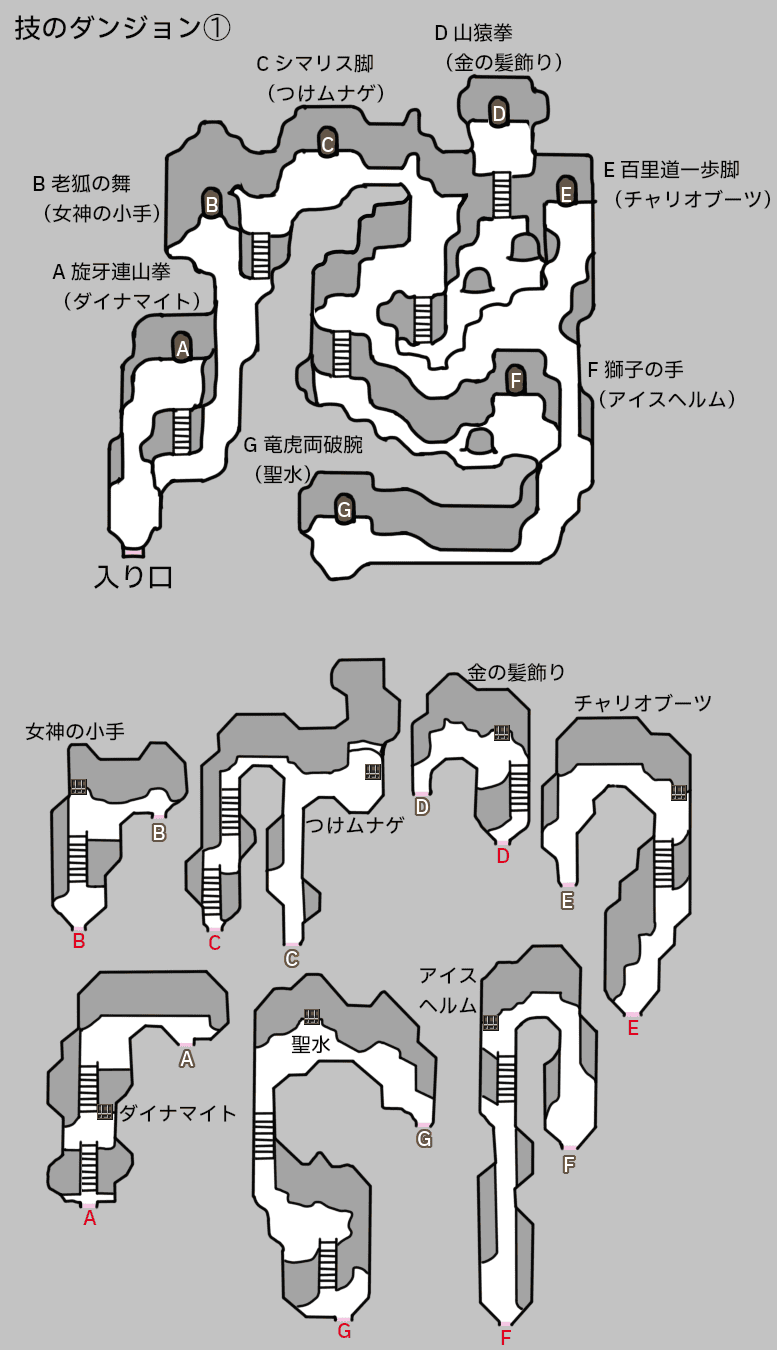 技のダンジョン①
D 山猿拳
（金の髪飾り）
C シマリス脚
（つけムナゲ）
D
C
E 百里道一歩脚
（チャリオブーツ）
B 老狐の舞
（女神の小手）
E
B
A 旋牙連山拳
（ダイナマイト）
A
F 獅子の手
（アイスヘルム）
F
G 竜虎両破腕
（聖水）
G
入り口
金の髪飾り
チャリオブーツ
女神の小手
つけムナゲ
D
B
D
E
B
C
C
アイス
ヘルム
E
A
聖水
ダイナマイト
G
F
A
G
F